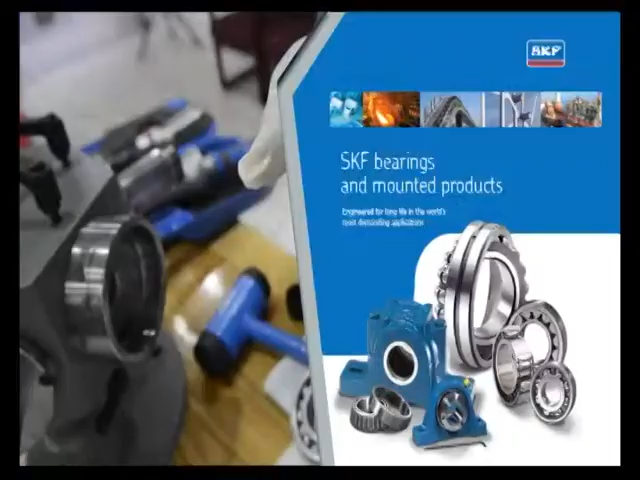 SKF
SKF bearings
and mounted products
Engineered for long life in the world's
most demanding applications